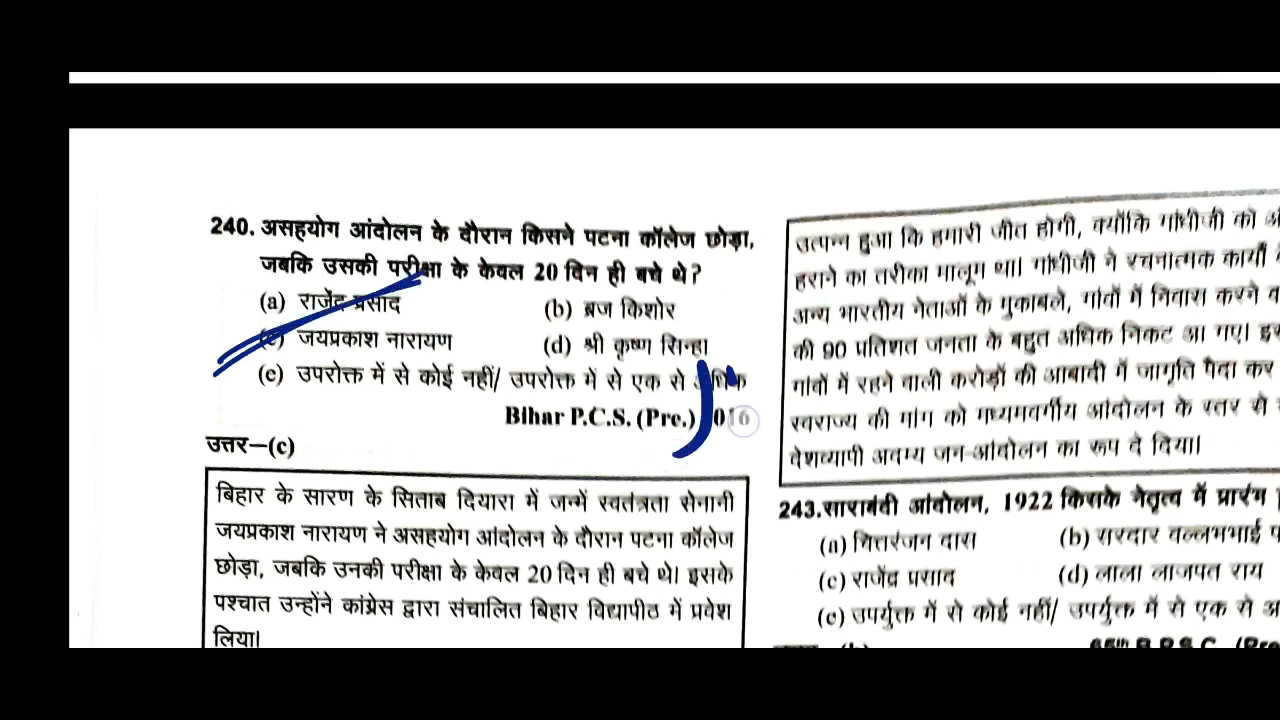 240. असहयोग आंदोलन के दौरान किसने पटना कॉलेज छोड़ा,
जबकि उसकी परीक्षा के केवल 20 दिन ही बचे थे?
(a) राजेंद्र प्रसाद (b) ब्रज किशोर
(c) जयप्रकाश नारायण (d) श्री कृष्ण सिन्हा
(e) उपरोक्त में से कोई नहीं/ उपरोक्त में से एक से अधिक
Bihar P.C.S. (Pre.) 2016
उत्तर–(c)
बिहार के सारण के सिताब दियारा में जन्में स्वतंत्रता सेनानी
जयप्रकाश नारायण ने असहयोग आंदोलन के दौरान पटना कॉलेज
छोड़ा, जबकि उनकी परीक्षा के केवल 20 दिन ही बचे थे। इसके
पश्चात उन्होंने कांग्रेस द्वारा संचालित बिहार विद्यापीठ में प्रवेश
लिया।
उत्पन्न हुआ कि हमारी जीत होगी, क्योंकि गांधीजी को
हराने का तरीका मालूम था। गांधीजी ने रचनात्मक कार्यों
अन्य भारतीय नेताओं के मुकाबले, गांवों में निवास करने
की 90 प्रतिशत जनता के बहुत अधिक निकट आ गए।
गांवों में रहने वाली करोड़ों की आबादी में जागृति पैदा कर
स्वराज्य की मांग को मध्यमवर्गीय आंदोलन के स्तर से
देशव्यापी अदम्य जन-आंदोलन का रूप दे दिया।
243.साराबंदी आंदोलन, 1922 किसके नेतृत्व में प्रारंभ
(a) चित्तरंजन दास (b) सरदार वल्लभभाई
(c) राजेंद्र प्रसाद (d) लाला लाजपत राय
(e) उपर्युक्त में से कोई नहीं/ उपर्युक्त में से एक से